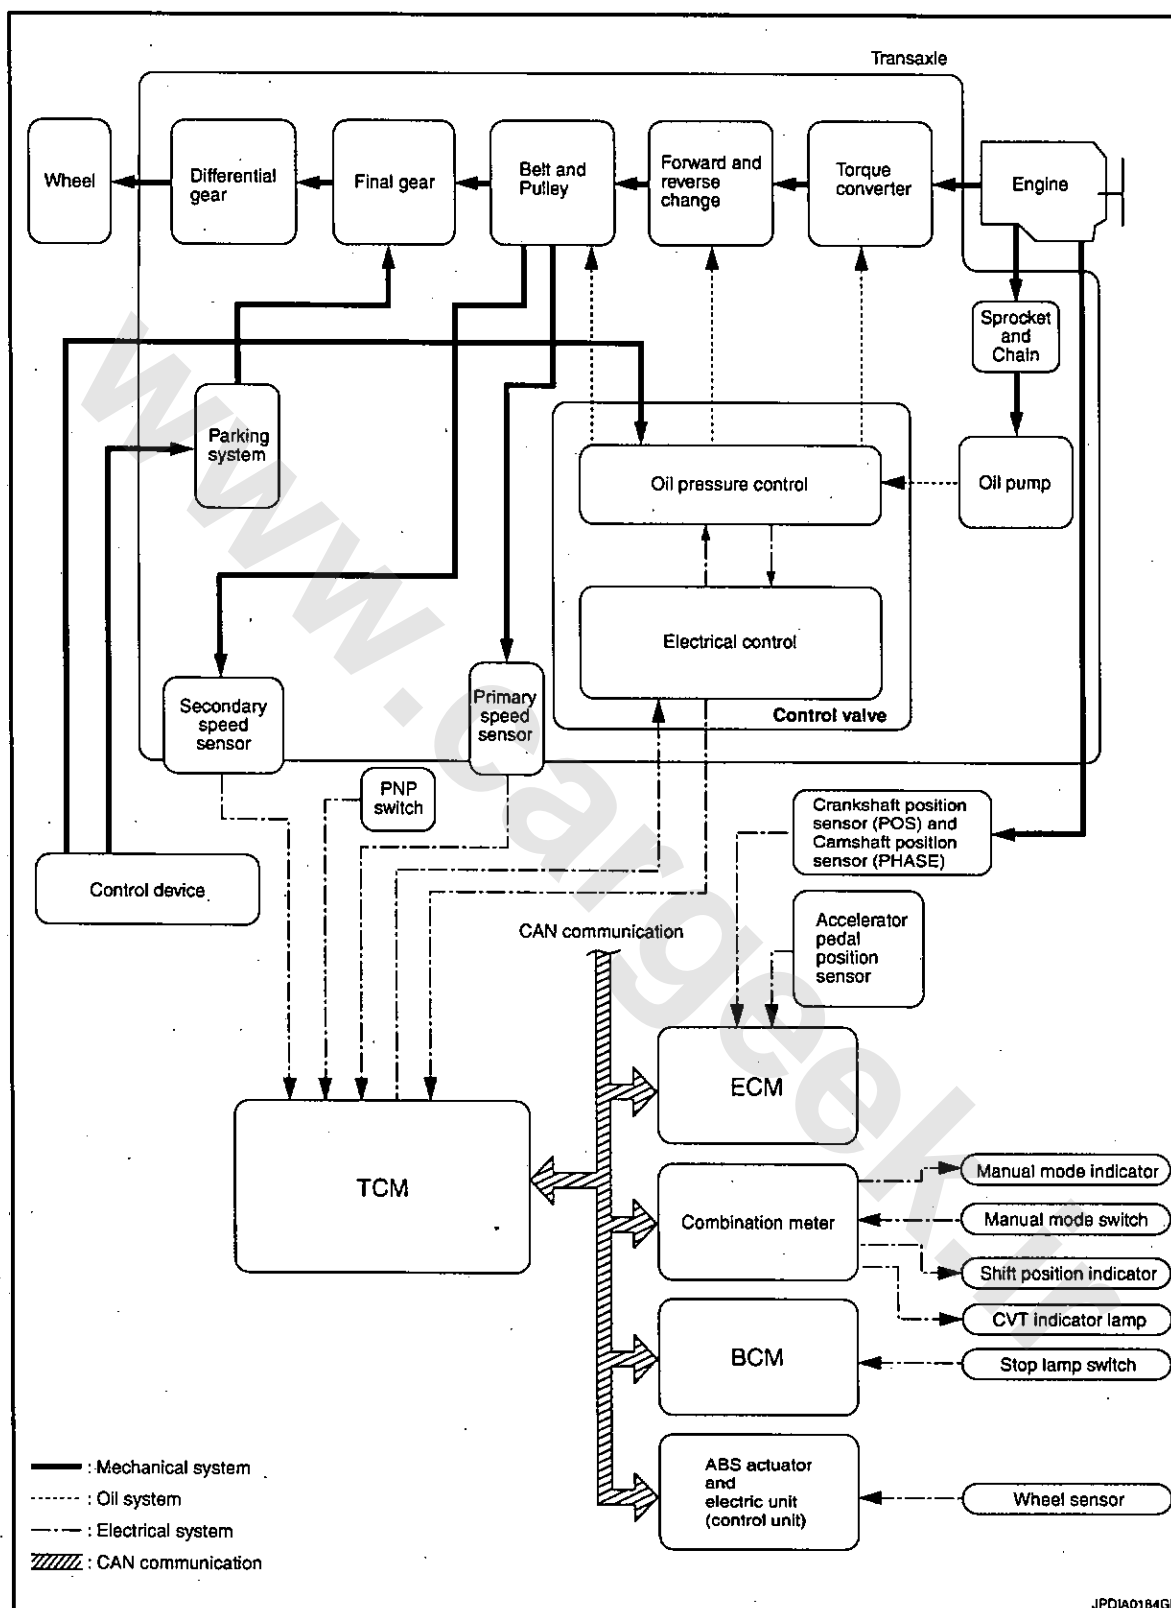 Transaxle
Wheel
Differential
gear
Final gear
Belt and
Pulley
Forward and
reverse
change
Torque
converter
Engine
Sprocket
and
Chain
Parking
system
Oil pressure control
Oil pump
Electrical control
Control valve
Secondary
speed
sensor
Primary
speed
sensor
PNP
switch
Crankshaft position
sensor (POS) and
Camshaft position
sensor (PHASE)
Control device
CAN communication
Accelerator
pedal
position
sensor
ECM
TCM
Combination meter
Manual mode indicator
Manual mode switch
Shift position indicator
CVT indicator lamp
BCM
Stop lamp switch
ABS actuator
and
electric unit
(control unit)
Wheel sensor
: Mechanical system
: Oil system
: Electrical system
: CAN communication
www.cargeek.ir